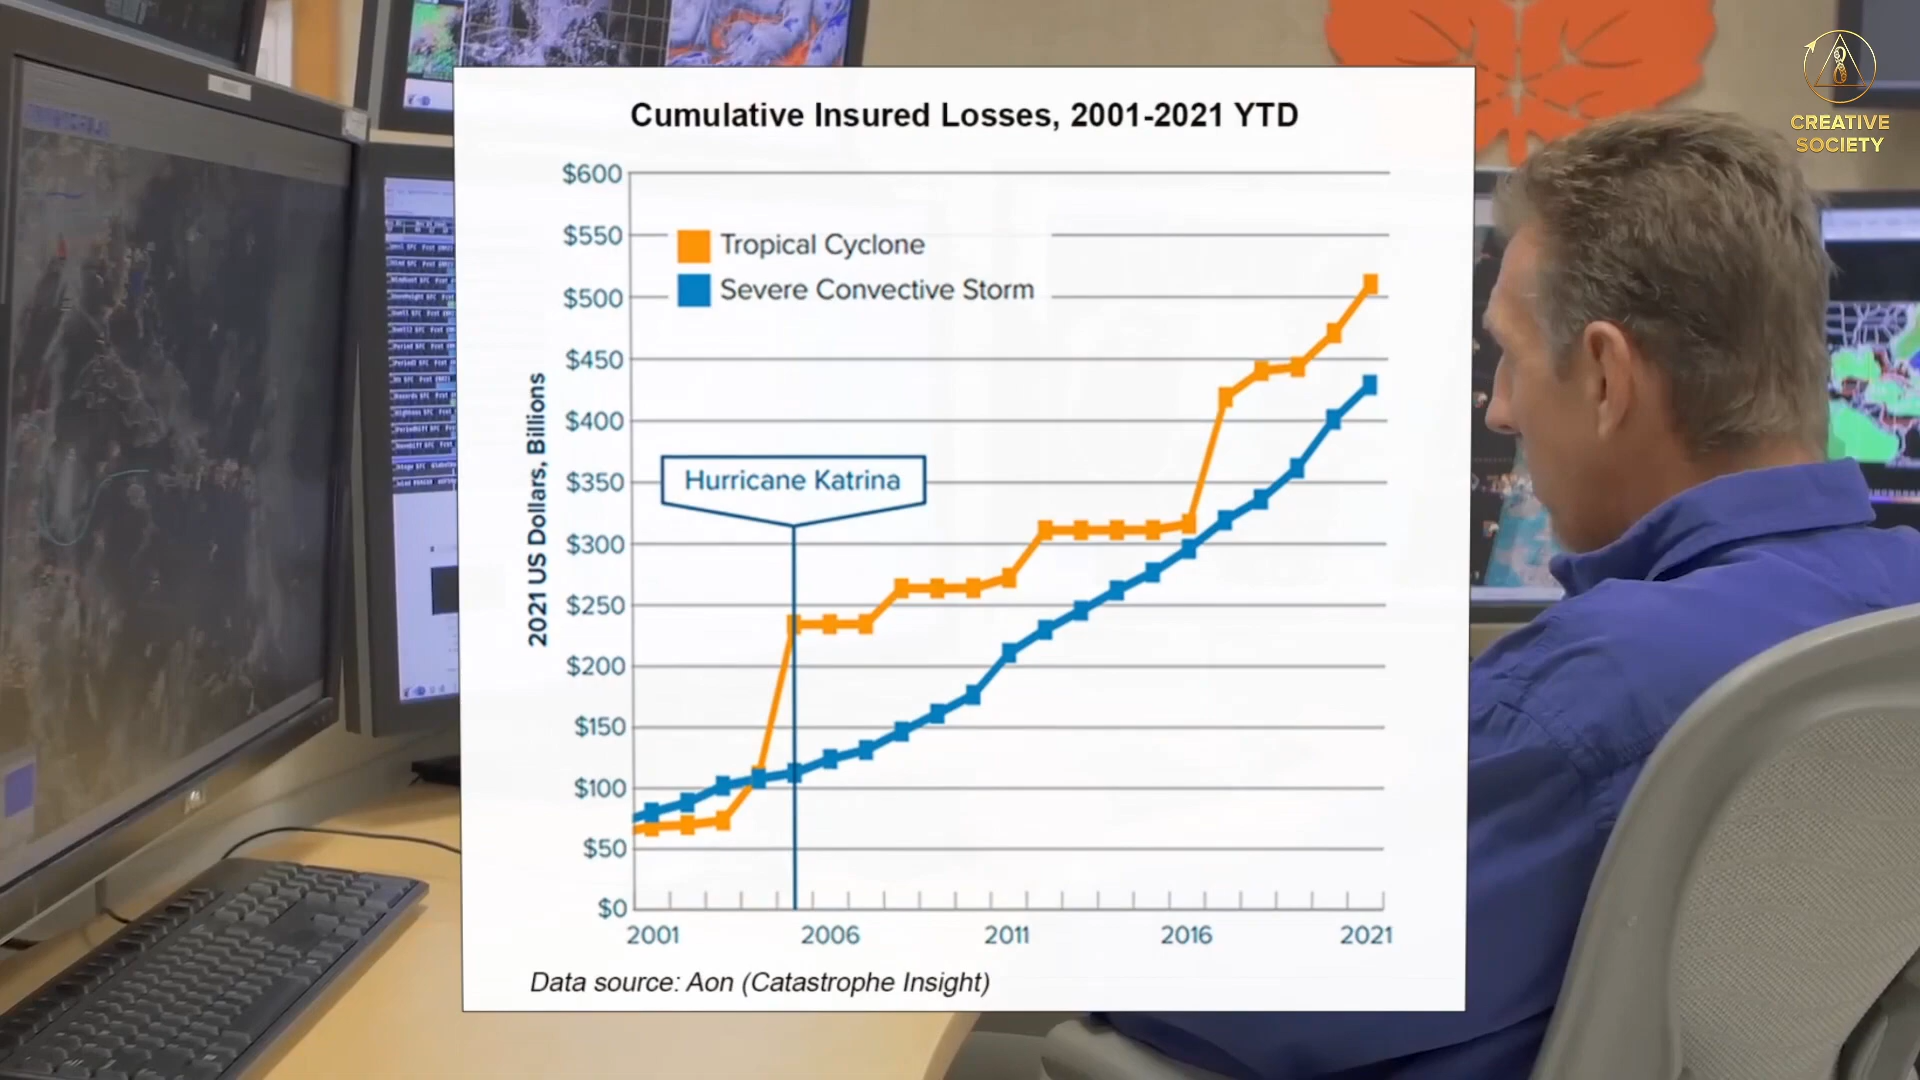 CREATIVE
SOCIETY
Cumulative Insured Losses, 2001-2021 YTD
$600
$550
$500
$450
$400
$350
$300
$250
$200
$150
$100
$50
$0
2021 US Dollars, Billions
Tropical Cyclone
Severe Convective Storm
Hurricane Katrina
2001 2006 2011 2016 2021
Data source: Aon (Catastrophe Insight)